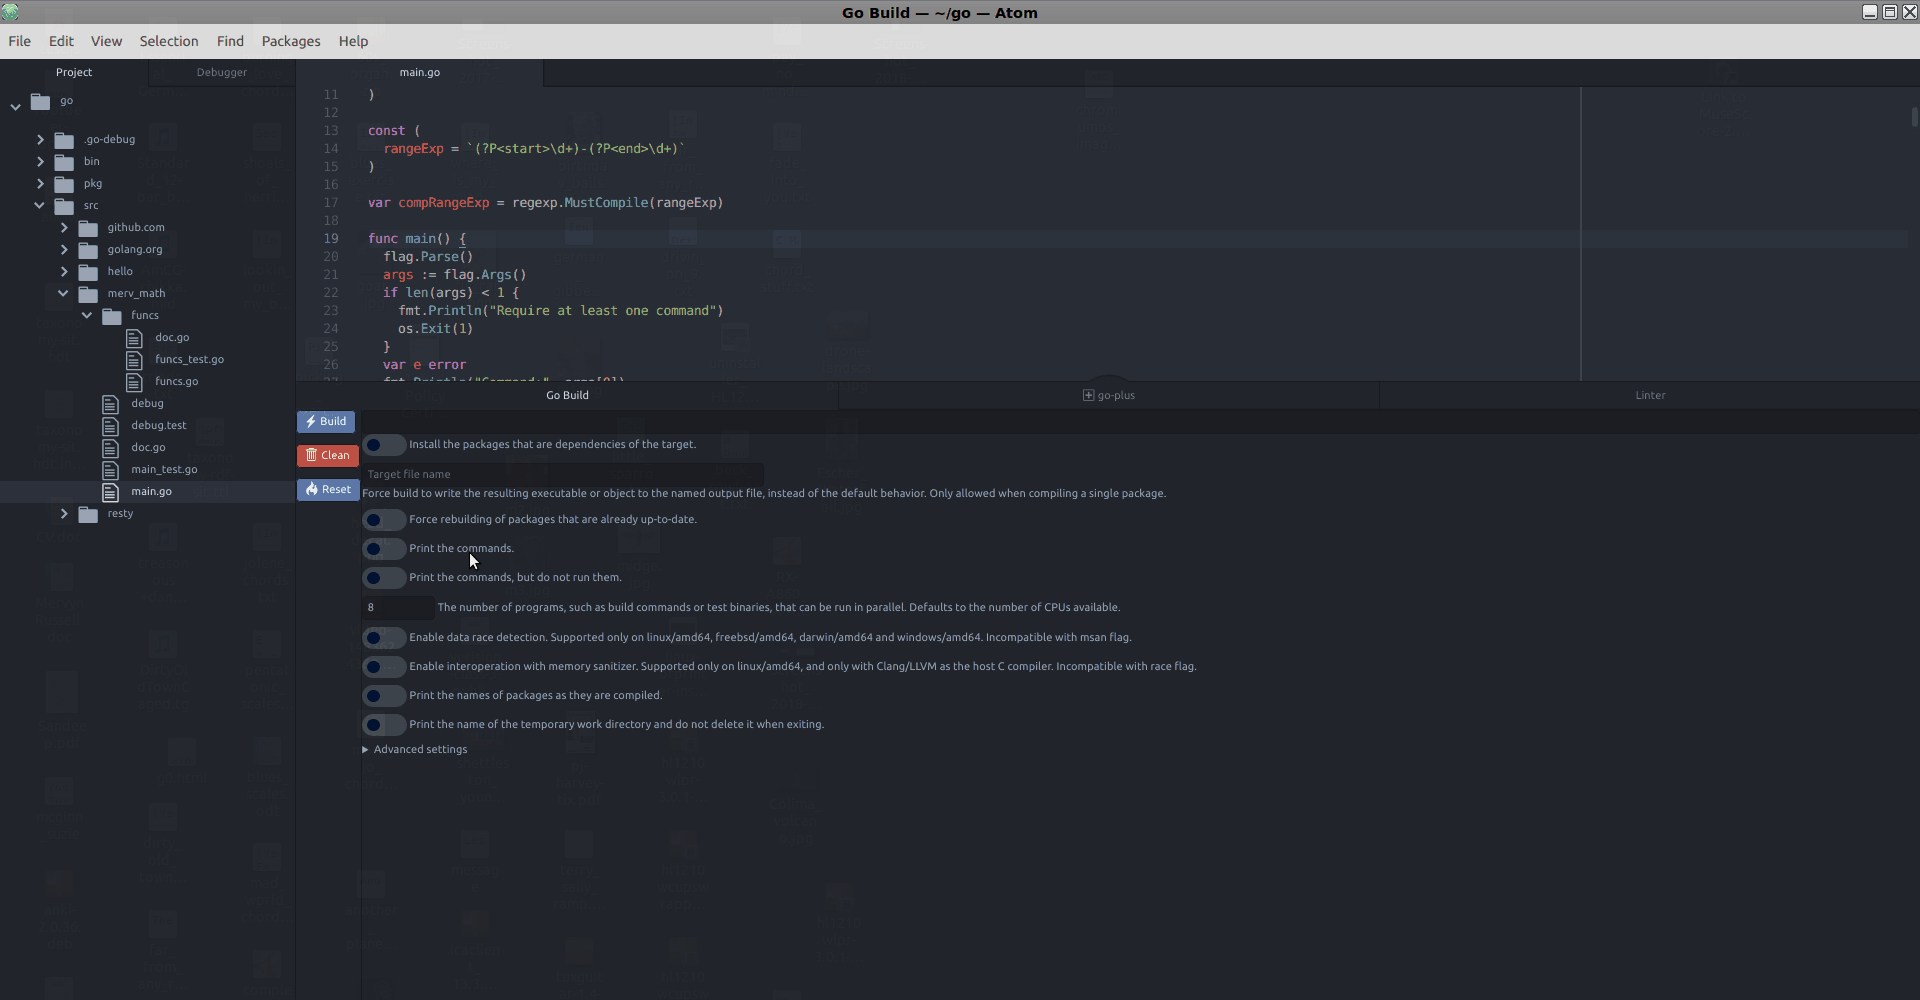 Go Build — ~/go — Atom
File Edit View Selection Find Packages Help
Project
Debugger
main.go
go
.go-debug
bin
pkg
src
github.com
golang.org
hello
merv_math
funcs
doc.go
funcs_test.go
funcs.go
debug
debug.test
doc.go
main_test.go
main.go
resty
11 )
12
13 const (
14 rangeExp = `(?P<start>\d+)-(?P<end>\d+)`
15 )
16
17 var compRangeExp = regexp.MustCompile(rangeExp)
18
19 func main() {
20 flag.Parse()
21 args := flag.Args()
22 if len(args) < 1 {
23 fmt.Println("Require at least one command")
24 os.Exit(1)
25 }
26 var e error
27 fmt.Println("Command:", args[0])
Go Build
go-plus
Linter
Build
Clean
Reset
Install the packages that are dependencies of the target.
Target file name
Force build to write the resulting executable or object to the named output file, instead of the default behavior. Only allowed when compiling a single package.
Force rebuilding of packages that are already up-to-date.
Print the commands.
Print the commands, but do not run them.
8 The number of programs, such as build commands or test binaries, that can be run in parallel. Defaults to the number of CPUs available.
Enable data race detection. Supported only on linux/amd64, freebsd/amd64, darwin/amd64 and windows/amd64. Incompatible with msan flag.
Enable interoperation with memory sanitizer. Supported only on linux/amd64, and only with Clang/LLVM as the host C compiler. Incompatible with race flag.
Print the names of packages as they are compiled.
Print the name of the temporary work directory and do not delete it when exiting.
Advanced settings